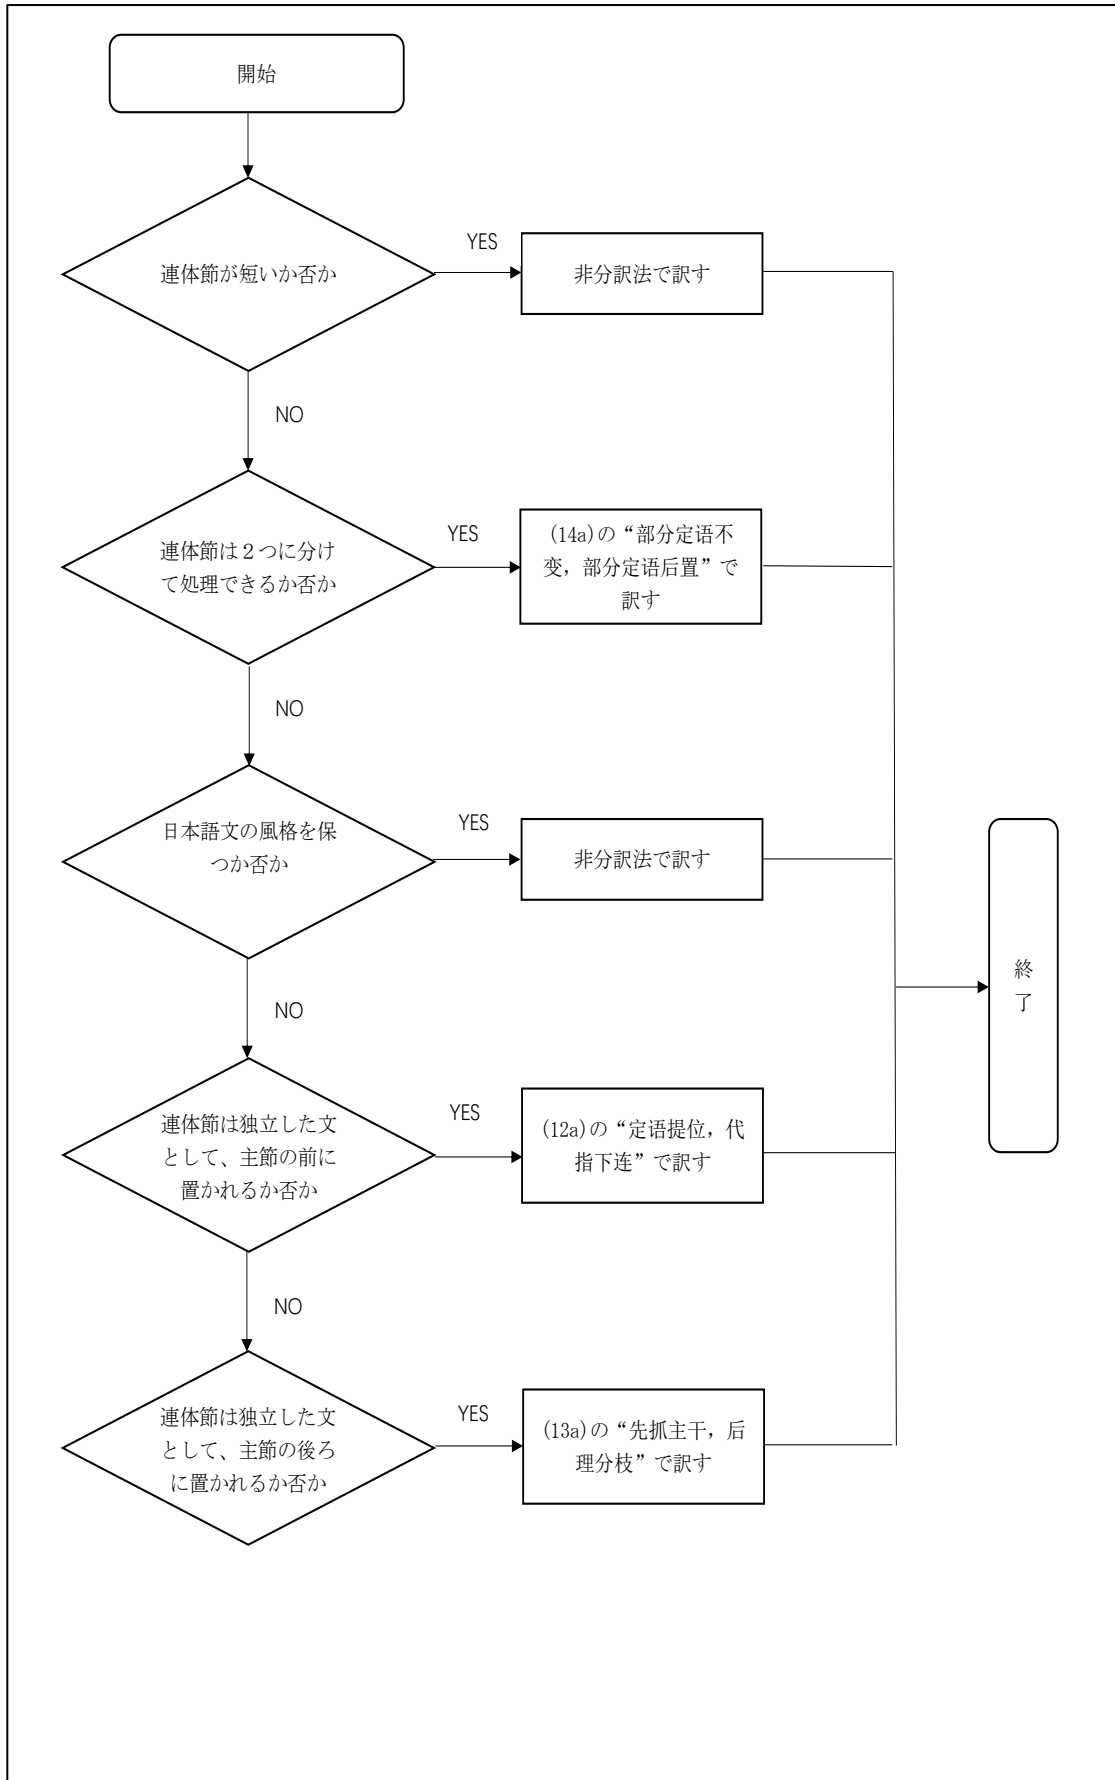 開始
連体節が短いか否か
YES
非分訳法で訳す
NO
連体節は２つに分け
て処理できるか否か
YES
(14a)の“部分定语不
变，部分定语后置”で
訳す
NO
日本語文の風格を保
つか否か
YES
非分訳法で訳す
NO
連体節は独立した文
として、主節の前に
置かれるか否か
YES
(12a)の“定语提位，代
指下连”で訳す
NO
連体節は独立した文
として、主節の後ろ
に置かれるか否か
YES
(13a)の“先抓主干，后
理分枝”で訳す
終
了